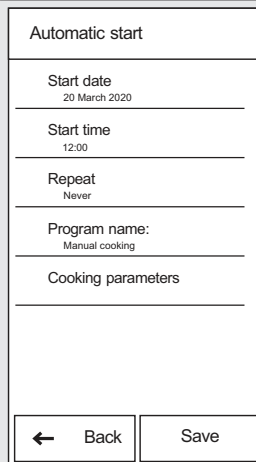 Automatic start
Start date
20 March 2020
Start time
12:00
Repeat
Never
Program name:
Manual cooking
Cooking parameters
Back
Save